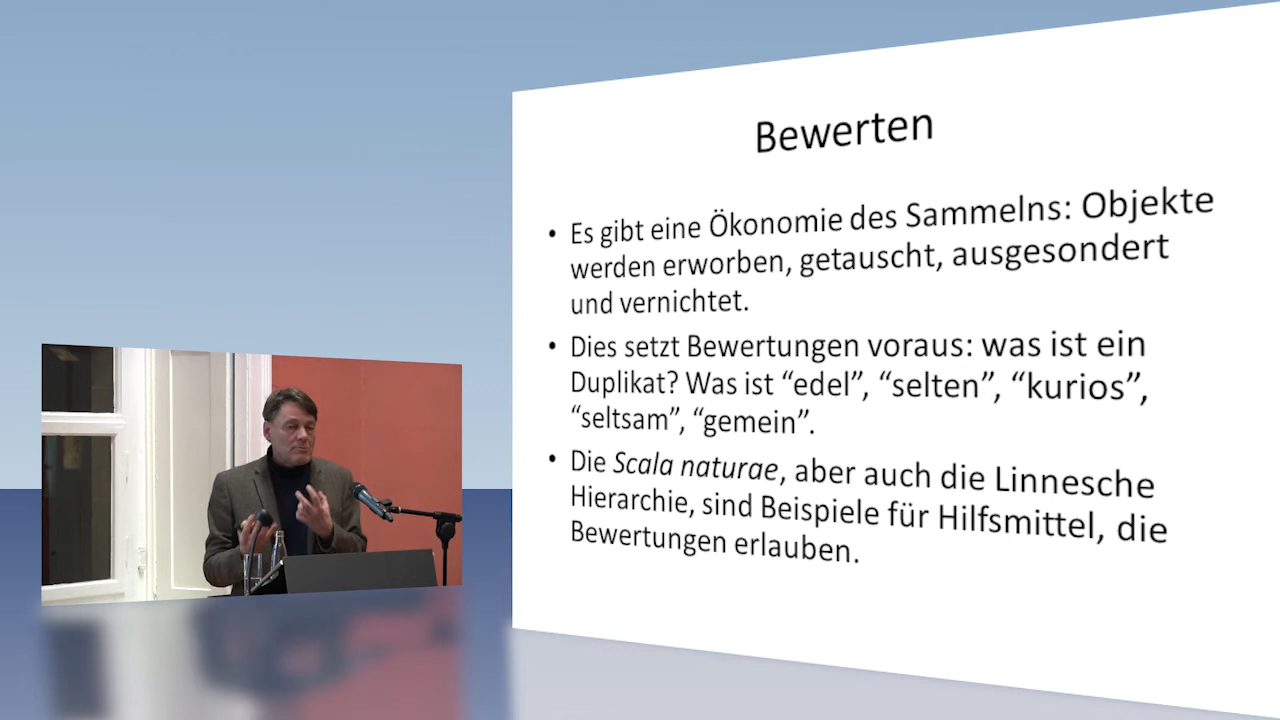 Bewerten
• Es gibt eine Ökonomie des Sammelns: Objekte
werden erworben, getauscht, ausgesondert
und vernichtet.
• Dies setzt Bewertungen voraus: was ist ein
Duplikat? Was ist “edel”, “selten”, “kurios”,
“seltsam”, “gemein”.
• Die Scala naturae, aber auch die Linnesche
Hierarchie, sind Beispiele für Hilfsmittel, die
Bewertungen erlauben.